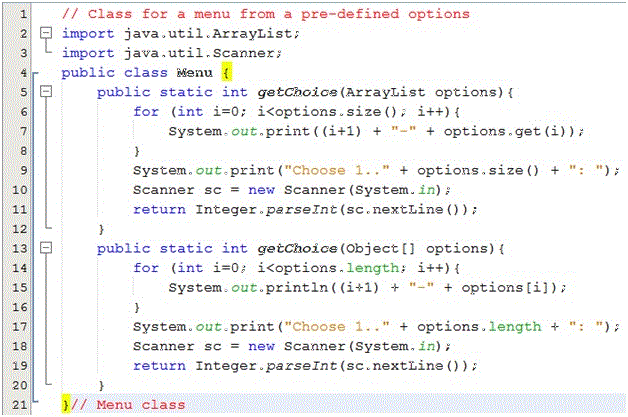 1 // Class for a menu from a pre-defined options
2 import java.util.ArrayList;
3 import java.util.Scanner;
4 public class Menu {
5 public static int getChoice(ArrayList options){
6 for (int i=0; i<options.size(); i++){
7 System.out.print((i+1) + "-" + options.get(i));
8 }
9 System.out.print("Choose 1.." + options.size() + ": ");
10 Scanner sc = new Scanner(System.in);
11 return Integer.parseInt(sc.nextLine());
12 }
13 public static int getChoice(Object[] options){
14 for (int i=0; i<options.length; i++){
15 System.out.println((i+1) + "-" + options[i]);
16 }
17 System.out.print("Choose 1.." + options.length + ": ");
18 Scanner sc = new Scanner(System.in);
19 return Integer.parseInt(sc.nextLine());
20 }
21 }// Menu class